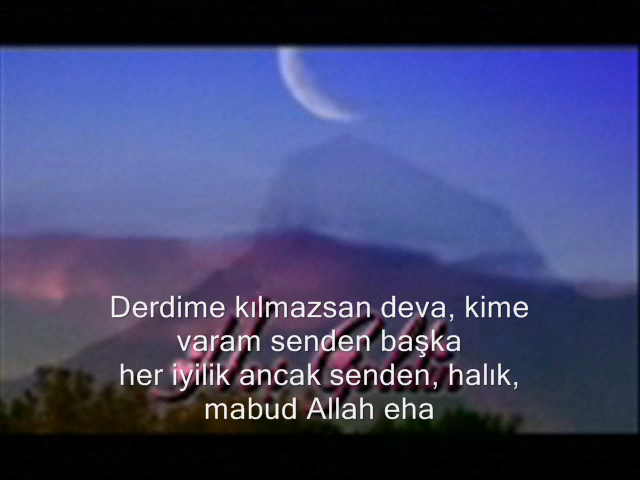 Derdime kılmazsan deva, kime
varam senden başka
her iyilik ancak senden, halık,
mabud Allah eha